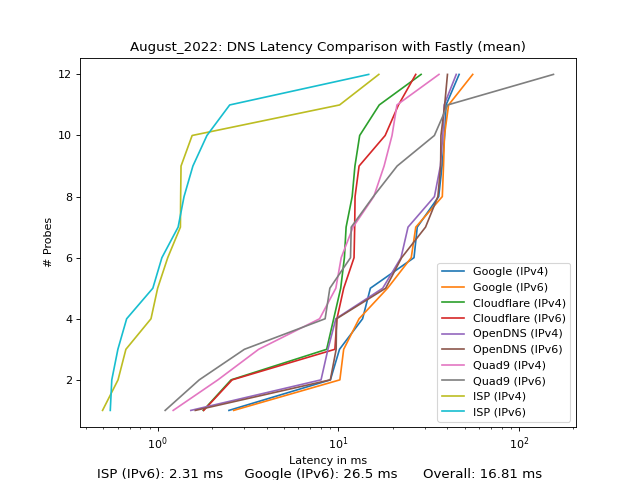 August_2022: DNS Latency Comparison with Fastly (mean)
12
10
8
6
4
2
# Probes
Google (IPv4)
Google (IPv6)
Cloudflare (IPv4)
Cloudflare (IPv6)
OpenDNS (IPv4)
OpenDNS (IPv6)
Quad9 (IPv4)
Quad9 (IPv6)
ISP (IPv4)
ISP (IPv6)
10⁰ 10¹ 10²
Latency in ms
ISP (IPv6): 2.31 ms Google (IPv6): 26.5 ms Overall: 16.81 ms